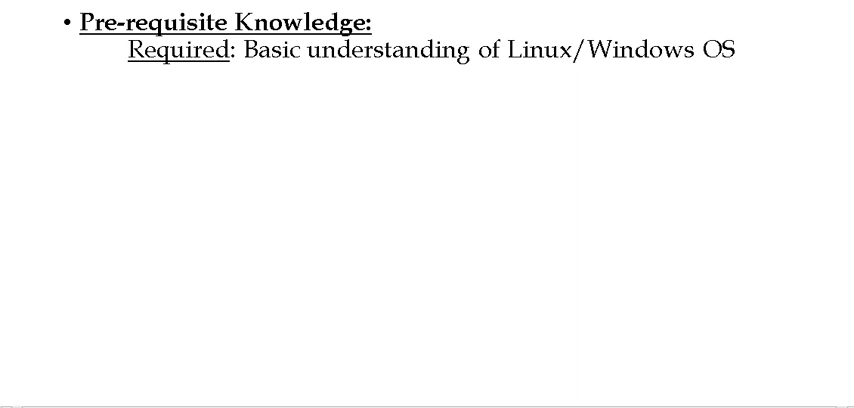 • Pre-requisite Knowledge:
Required: Basic understanding of Linux/Windows OS